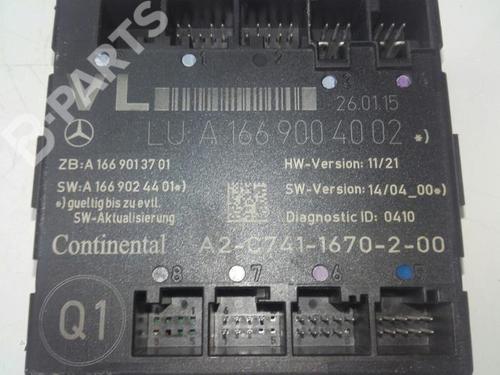 B-PARTS
1 2 3 4
L
26.01.15
LU A 166 900 40 02 *)
ZB: A 166 901 37 01
HW-Version: 11/21
SW: A 166 902 44 01*)
SW-Version: 14/04_00*)
*) gueltig bis zu evtl.
SW-Aktualisierung
Diagnostic ID: 0410
Continental
A2-C741-1670-2-00
8 7 6 5
Q1